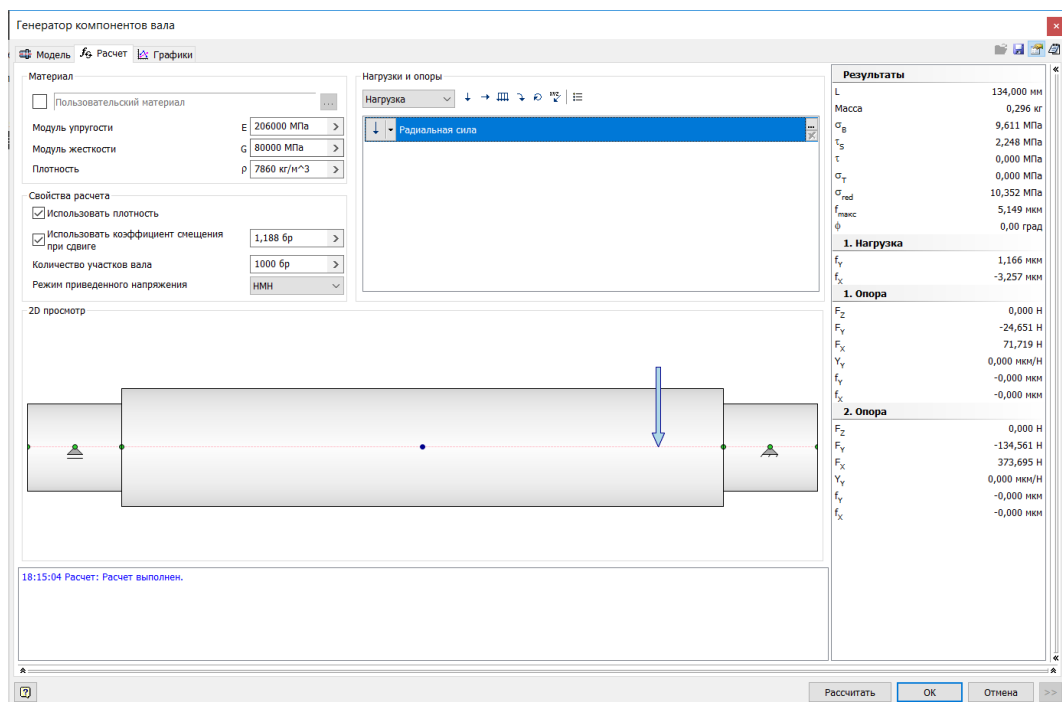 Генератор компонентов вала
Модель Расчет Графики
Материал
Пользовательский материал ...
Модуль упругости E 206000 МПа >
Модуль жесткости G 80000 МПа >
Плотность ρ 7860 кг/м^3 >
Свойства расчета
Использовать плотность
Использовать коэффициент смещения
при сдвиге
1,188 бр >
Количество участков вала 1000 бр >
Режим приведенного напряжения HMH
Нагрузки и опоры
Нагрузка
Радиальная сила
2D просмотр
18:15:04 Расчет: Расчет выполнен.
Результаты
L 134,000 мм
Масса 0,296 кг
σB 9,611 МПа
τS 2,248 МПа
τ 0,000 МПа
σT 0,000 МПа
σred 10,352 МПа
fмакс 5,149 мкм
ϕ 0,00 град
1. Нагрузка
fY 1,166 мкм
fX -3,257 мкм
1. Опора
FZ 0,000 Н
FY -24,651 Н
FX 71,719 Н
YY 0,000 мкм/Н
fY -0,000 мкм
fX -0,000 мкм
2. Опора
FZ 0,000 Н
FY -134,561 Н
FX 373,695 Н
YY 0,000 мкм/Н
fY -0,000 мкм
fX -0,000 мкм
Рассчитать OK Отмена >>